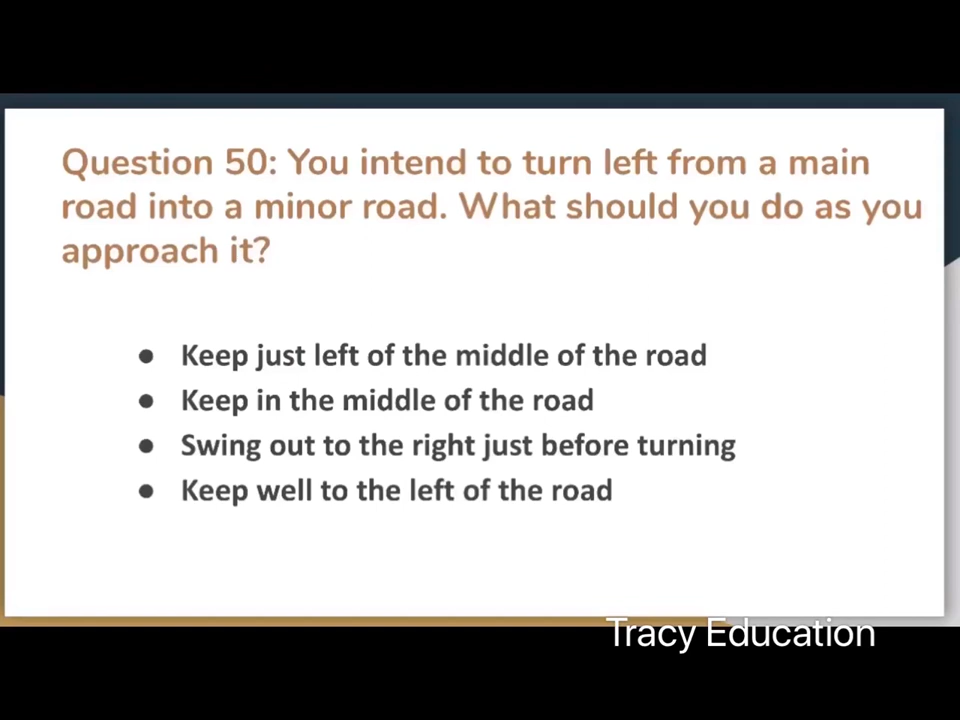 Question 50: You intend to turn left from a main
road into a minor road. What should you do as you
approach it?
● Keep just left of the middle of the road
● Keep in the middle of the road
● Swing out to the right just before turning
● Keep well to the left of the road
Tracy Education